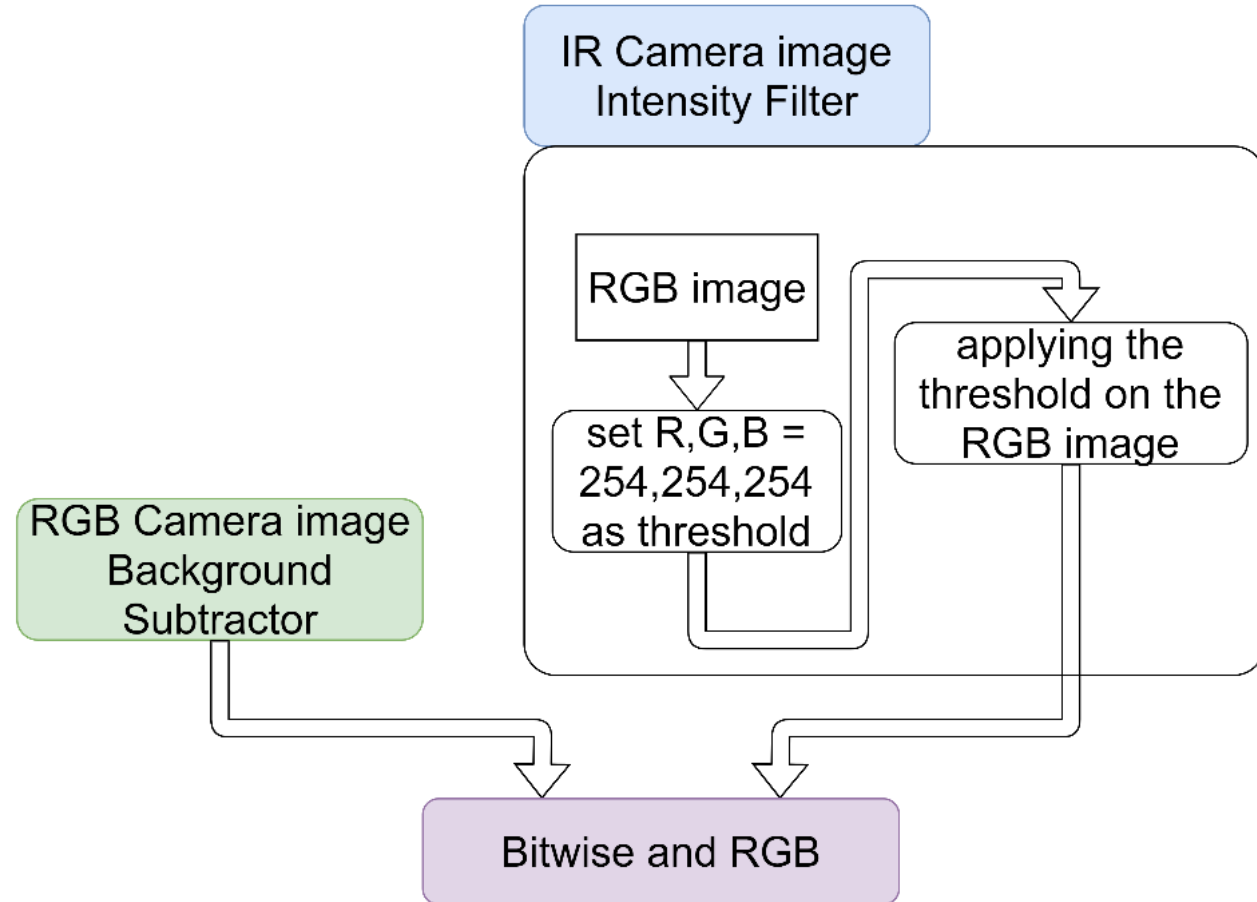 IR Camera image
Intensity Filter
RGB image
set R,G,B =
254,254,254
as threshold
applying the
threshold on the
RGB image
RGB Camera image
Background
Subtractor
Bitwise and RGB